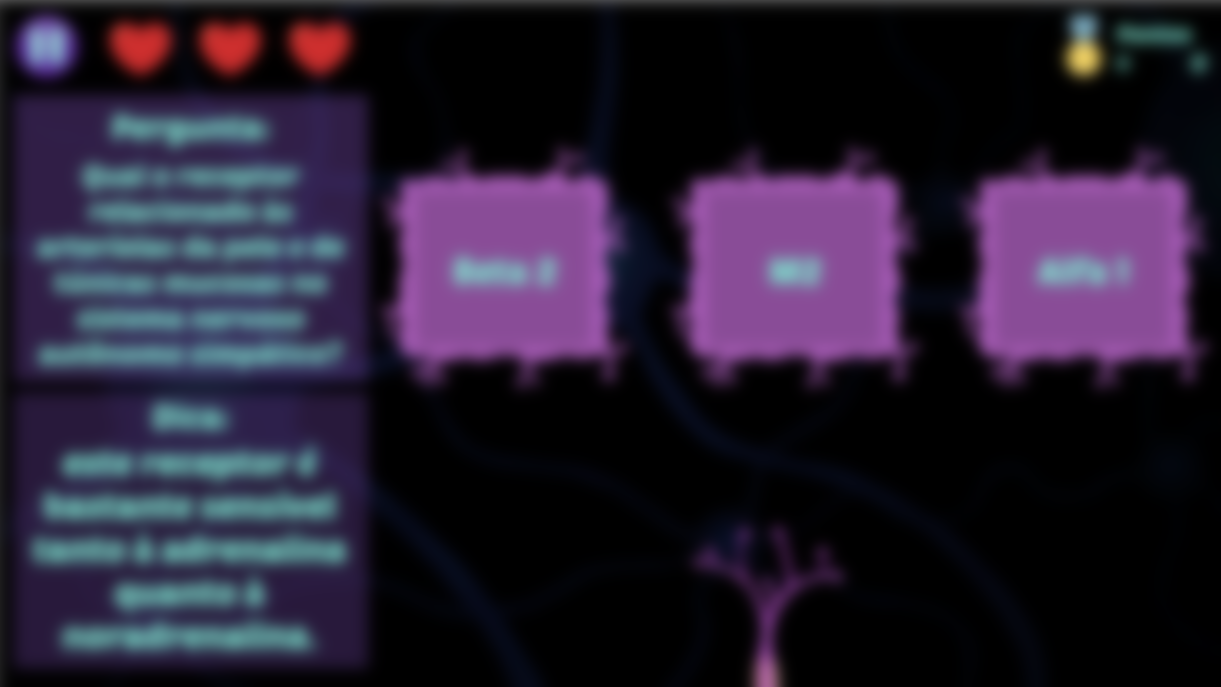 Pergunta:
Qual o receptor
relacionado às
arteríolas da pele e de
túnicas mucosas no
sistema nervoso
autônomo simpático?
Dica:
este receptor é
bastante sensível
tanto à adrenalina
quanto à
noradrenalina.
Beta 2
M2
Alfa 1